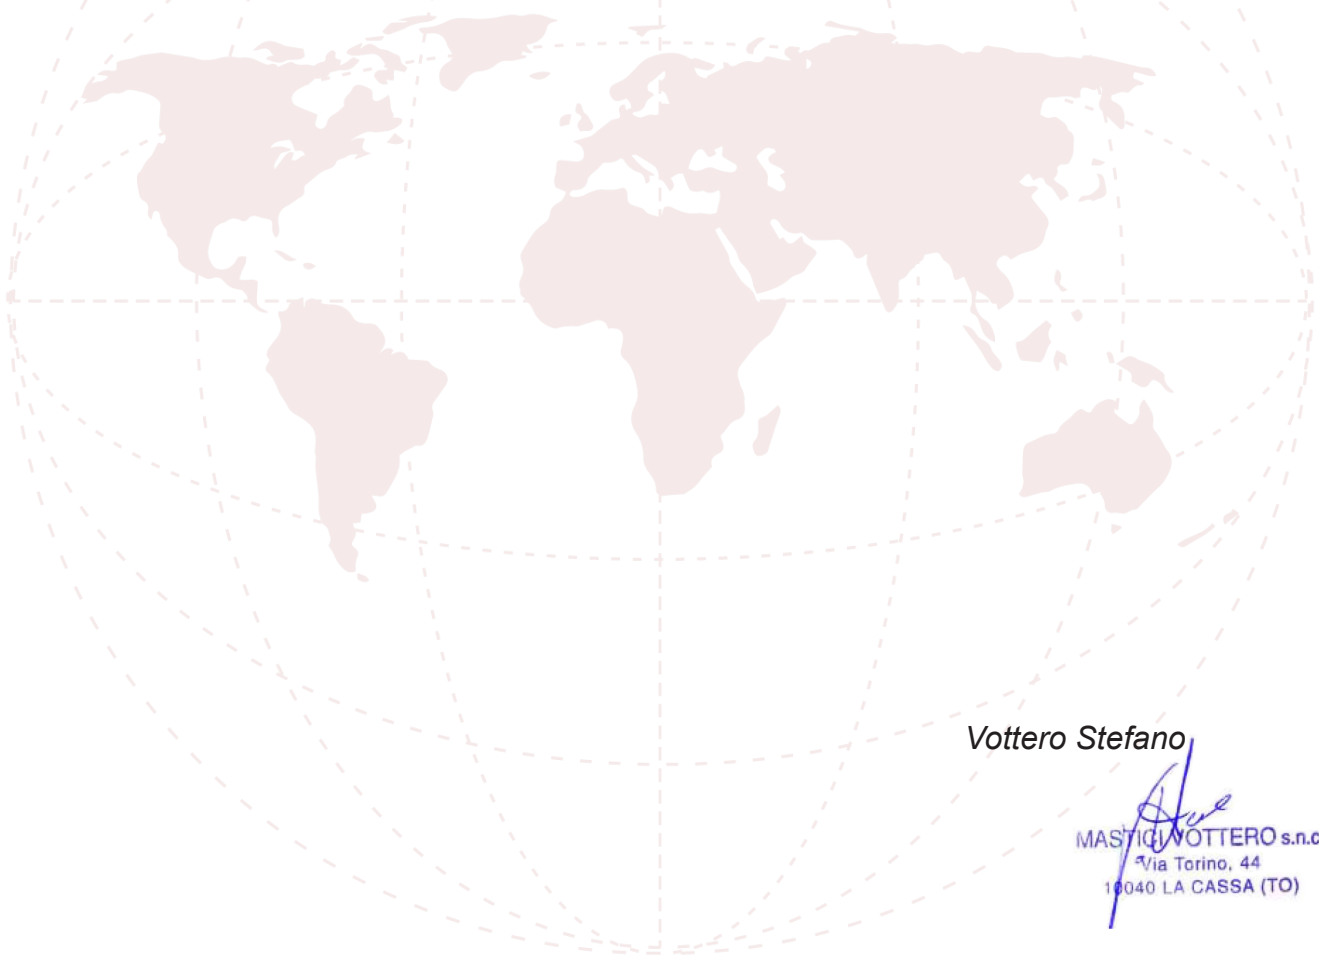 Vottero Stefano
MASTICI VOTTERO s.n.c
Via Torino, 44
10040 LA CASSA (TO)